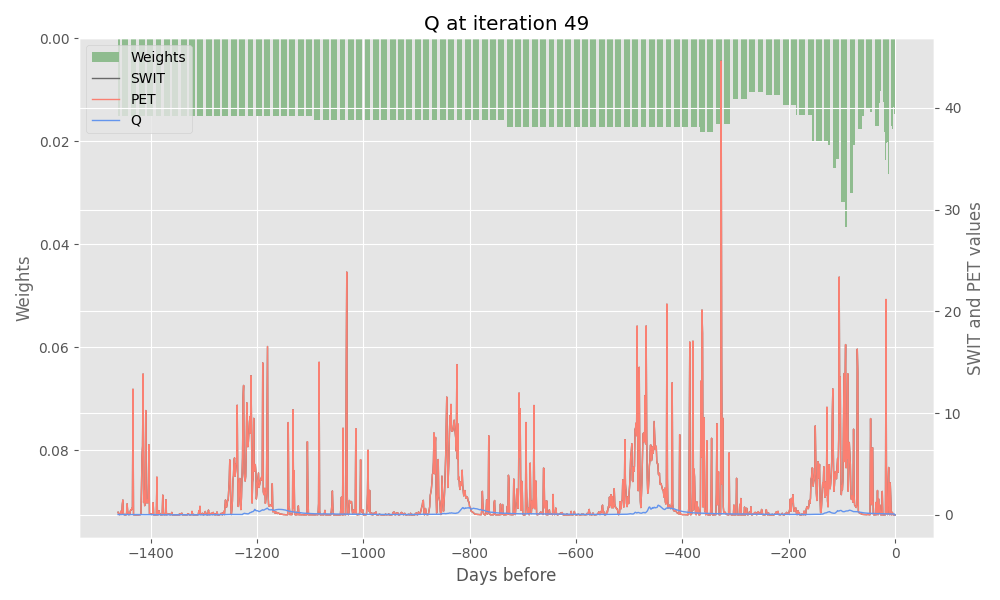 Q at iteration 49
Weights
SWIT
PET
Q
0.00
0.02
0.04
0.06
0.08
Weights
40
30
20
10
0
SWIT and PET values
−1400
−1200
−1000
−800
−600
−400
−200
0
Days before